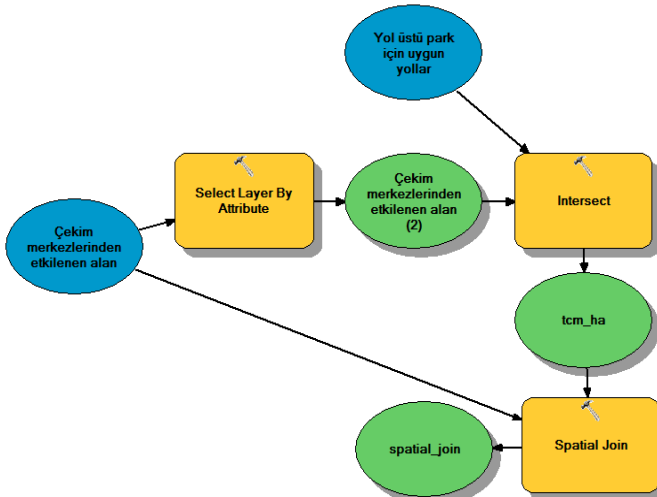 Yol üstü park
için uygun
yollar
Select Layer By
Attribute
Çekim
merkezlerinden
etkilenen alan
(2)
Intersect
Çekim
merkezlerinden
etkilenen alan
tcm_ha
spatial_join
Spatial Join